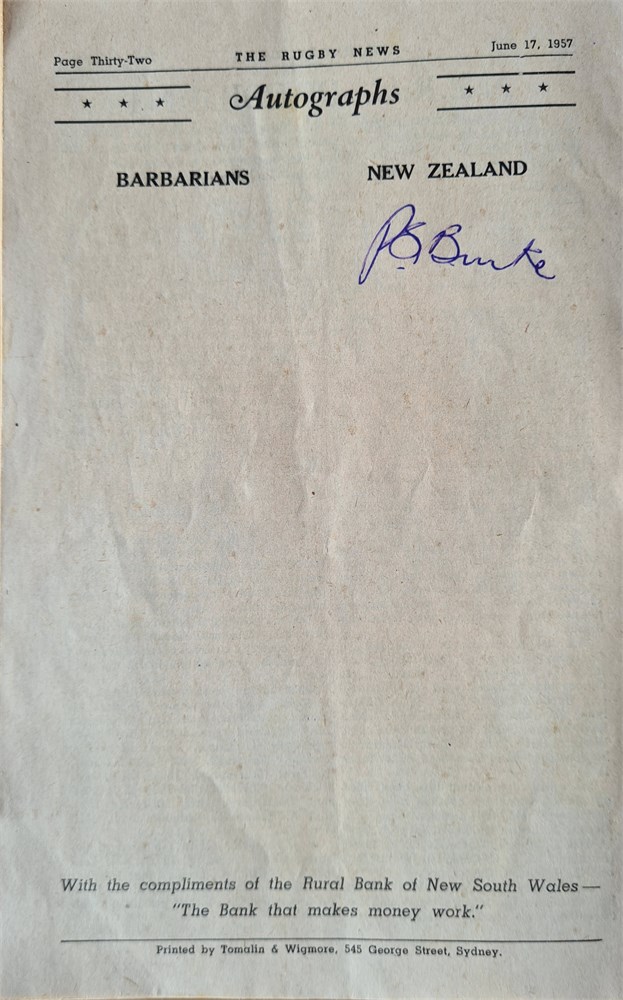 Page Thirty-Two THE RUGBY NEWS June 17, 1957
Autographs
BARBARIANS NEW ZEALAND
P.S. Burke
With the compliments of the Rural Bank of New South Wales—
"The Bank that makes money work."
Printed by Tomalin & Wigmore, 545 George Street, Sydney.